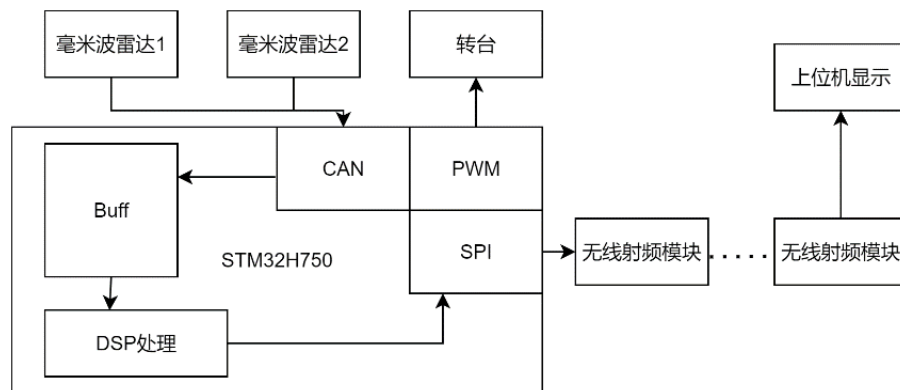 毫米波雷达1
毫米波雷达2
转台
上位机显示
CAN
PWM
Buff
SPI
STM32H750
无线射频模块
无线射频模块
DSP处理